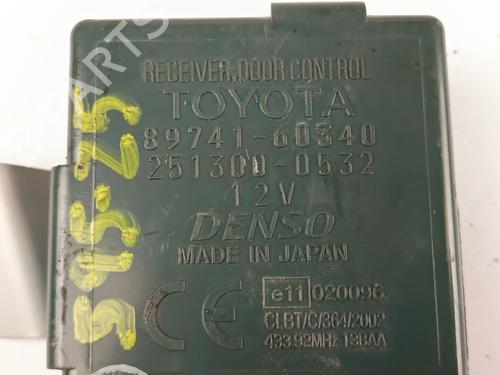 RECEIVER, DOOR CONTROL
TOYOTA
89741-60340
251300-0532
12V
DENSO
MADE IN JAPAN
CE
e11 020096
CLBT/C/364/2002
433.92MHz 13BAA
PARTS